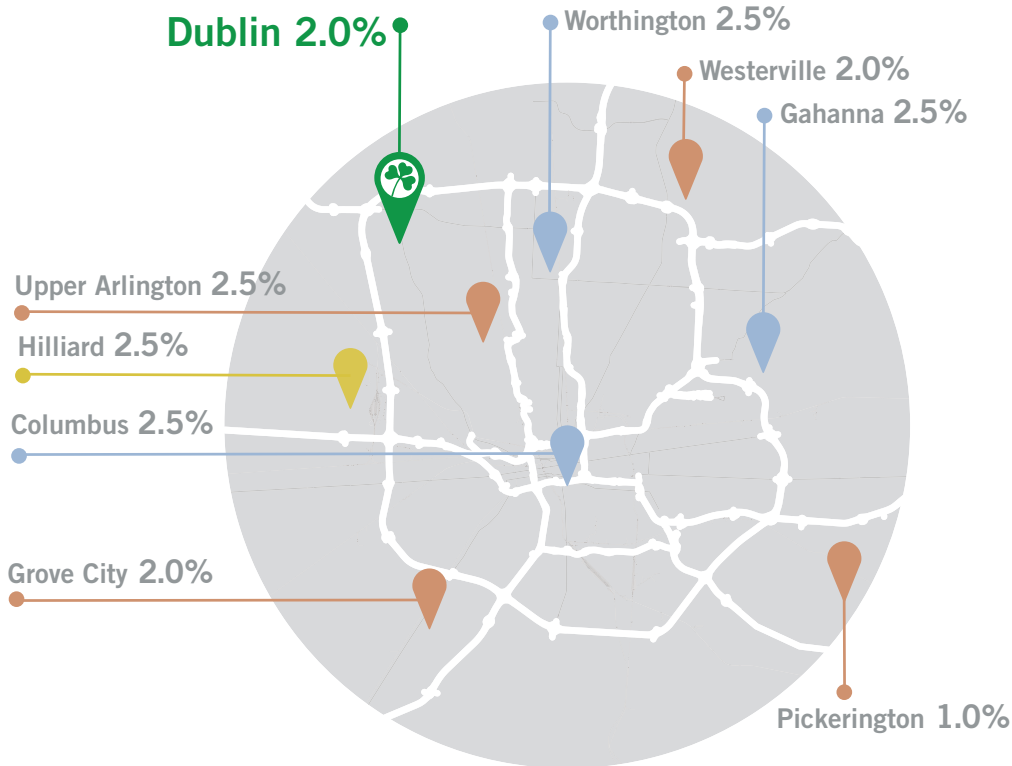 Dublin 2.0%
Worthington 2.5%
Westerville 2.0%
Gahanna 2.5%
Upper Arlington 2.5%
Hilliard 2.5%
Columbus 2.5%
Grove City 2.0%
Pickerington 1.0%